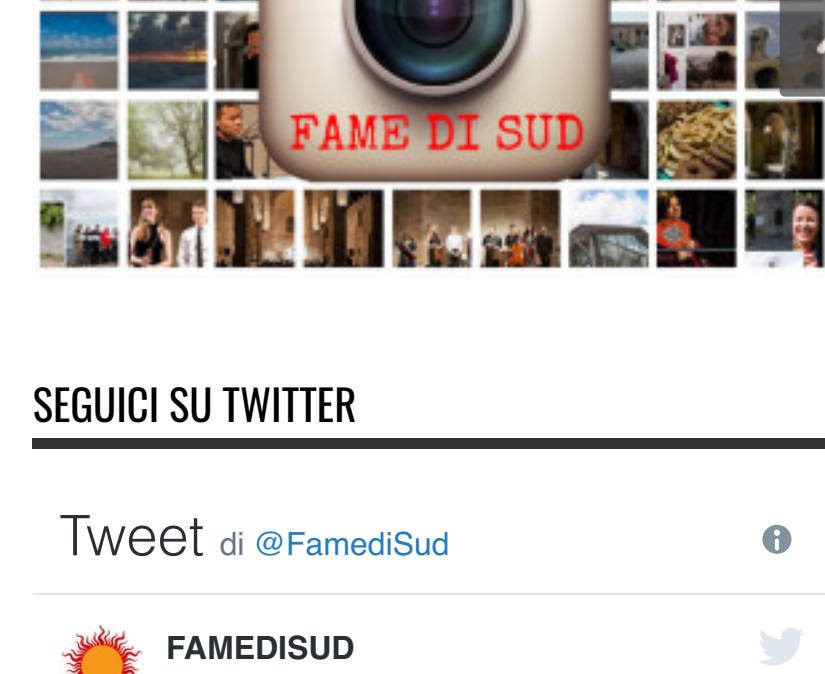 FAME DI SUD
SEGUICI SU TWITTER
Tweet di @FamediSud
FAMEDISUD